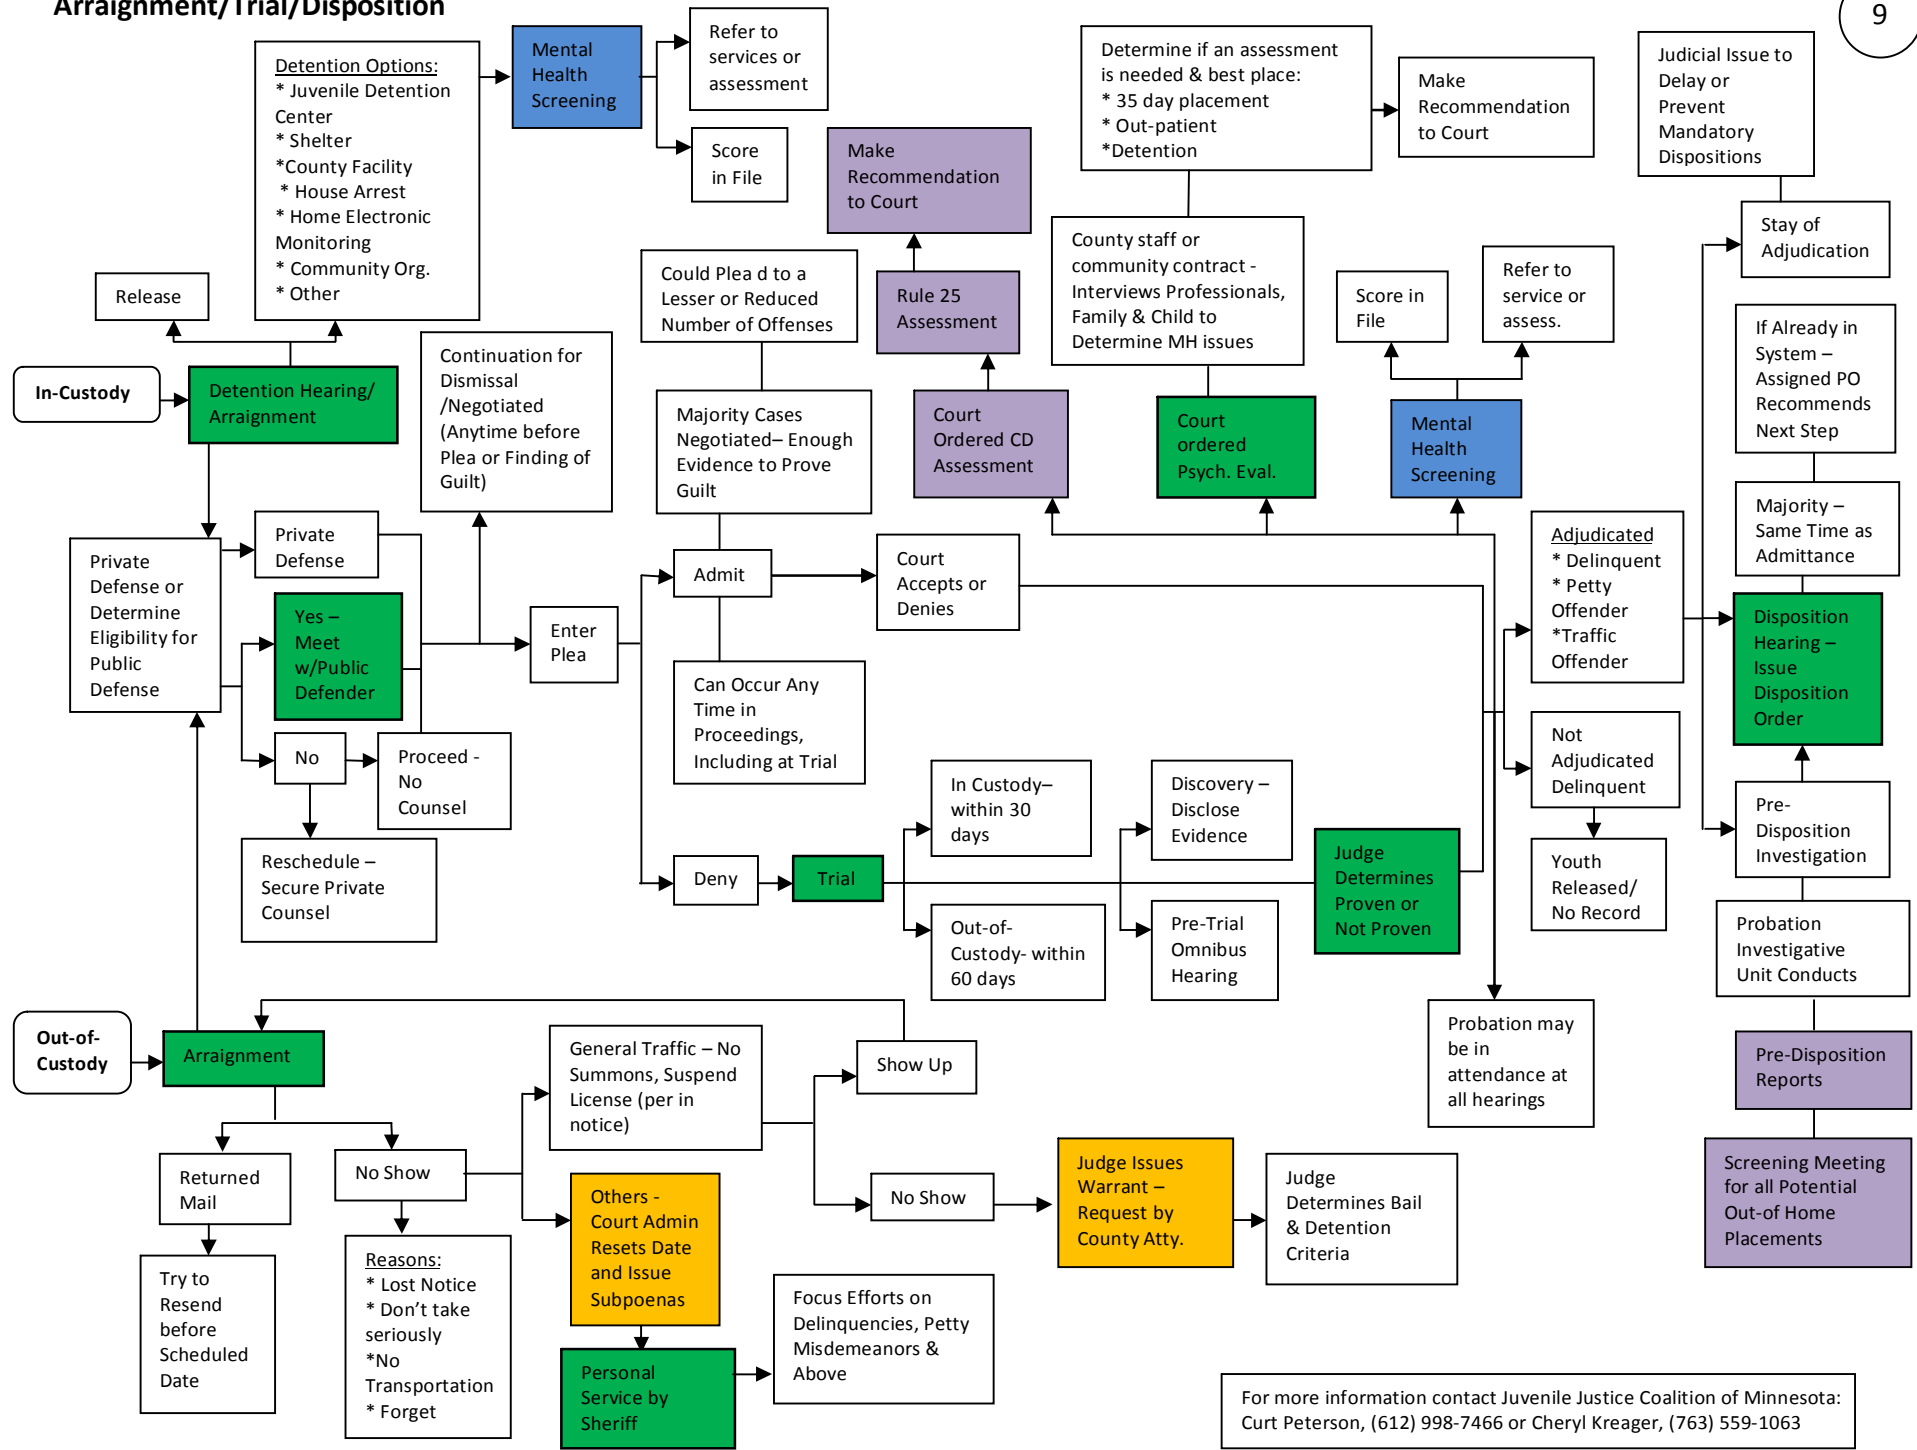 Arraignment/Trial/Disposition
9
Detention Options:
* Juvenile Detention
Center
* Shelter
*County Facility
* House Arrest
* Home Electronic
Monitoring
* Community Org.
* Other
Mental
Health
Screening
Refer to
services or
assessment
Score
in File
Release
In-Custody
Detention Hearing/
Arraignment
Continuation for
Dismissal
/Negotiated
(Anytime before
Plea or Finding of
Guilt)
Could Plea d to a
Lesser or Reduced
Number of Offenses
Majority Cases
Negotiated– Enough
Evidence to Prove
Guilt
Make
Recommendation
to Court
Rule 25
Assessment
Court
Ordered CD
Assessment
Determine if an assessment
is needed & best place:
* 35 day placement
* Out-patient
*Detention
Make
Recommendation
to Court
County staff or
community contract -
Interviews Professionals,
Family & Child to
Determine MH issues
Court
ordered
Psych. Eval.
Score in
File
Refer to
service or
assess.
Mental
Health
Screening
Judicial Issue to
Delay or
Prevent
Mandatory
Dispositions
Stay of
Adjudication
If Already in
System –
Assigned PO
Recommends
Next Step
Majority –
Same Time as
Admittance
Private
Defense or
Determine
Eligibility for
Public
Defense
Private
Defense
Yes –
Meet
w/Public
Defender
No
Proceed -
No
Counsel
Reschedule –
Secure Private
Counsel
Enter
Plea
Admit
Court
Accepts or
Denies
Can Occur Any
Time in
Proceedings,
Including at Trial
Deny
Trial
In Custody–
within 30
days
Out-of-
Custody- within
60 days
Discovery –
Disclose
Evidence
Pre-Trial
Omnibus
Hearing
Judge
Determines
Proven or
Not Proven
Adjudicated
* Delinquent
* Petty
Offender
*Traffic
Offender
Not
Adjudicated
Delinquent
Youth
Released/
No Record
Disposition
Hearing –
Issue
Disposition
Order
Pre-
Disposition
Investigation
Probation
Investigative
Unit Conducts
Pre-Disposition
Reports
Screening Meeting
for all Potential
Out-of Home
Placements
Probation may
be in
attendance at
all hearings
Out-of-
Custody
Arraignment
Returned
Mail
Try to
Resend
before
Scheduled
Date
No Show
Reasons:
* Lost Notice
* Don’t take
seriously
*No
Transportation
* Forget
General Traffic – No
Summons, Suspend
License (per in
notice)
Others -
Court Admin
Resets Date
and Issue
Subpoenas
Personal
Service by
Sheriff
Focus Efforts on
Delinquencies, Petty
Misdemeanors &
Above
Show Up
No Show
Judge Issues
Warrant –
Request by
County Atty.
Judge
Determines Bail
& Detention
Criteria
For more information contact Juvenile Justice Coalition of Minnesota:
Curt Peterson, (612) 998-7466 or Cheryl Kreager, (763) 559-1063